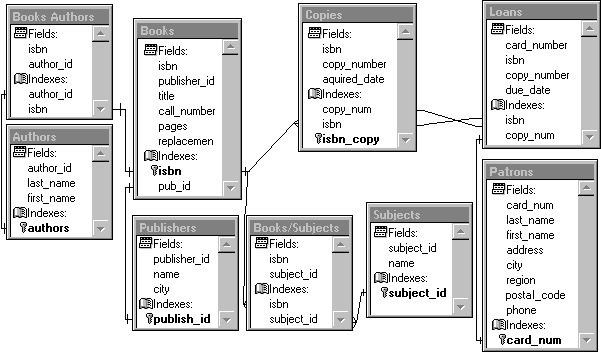 Books Authors
Fields:
isbn
author_id
Indexes:
author_id
isbn
Authors
Fields:
author_id
last_name
first_name
Indexes:
authors
Books
Fields:
isbn
publisher_id
title
call_number
pages
replacemen
Indexes:
isbn
pub_id
Publishers
Fields:
publisher_id
name
city
Indexes:
publish_id
Copies
Fields:
isbn
copy_number
aquired_date
Indexes:
copy_num
isbn
isbn_copy
Books/Subjects
Fields:
isbn
subject_id
Indexes:
isbn
subject_id
Subjects
Fields:
subject_id
name
Indexes:
subject_id
Loans
Fields:
card_number
isbn
copy_number
due_date
Indexes:
isbn
copy_num
Patrons
Fields:
card_num
last_name
first_name
address
city
region
postal_code
phone
Indexes:
card_num